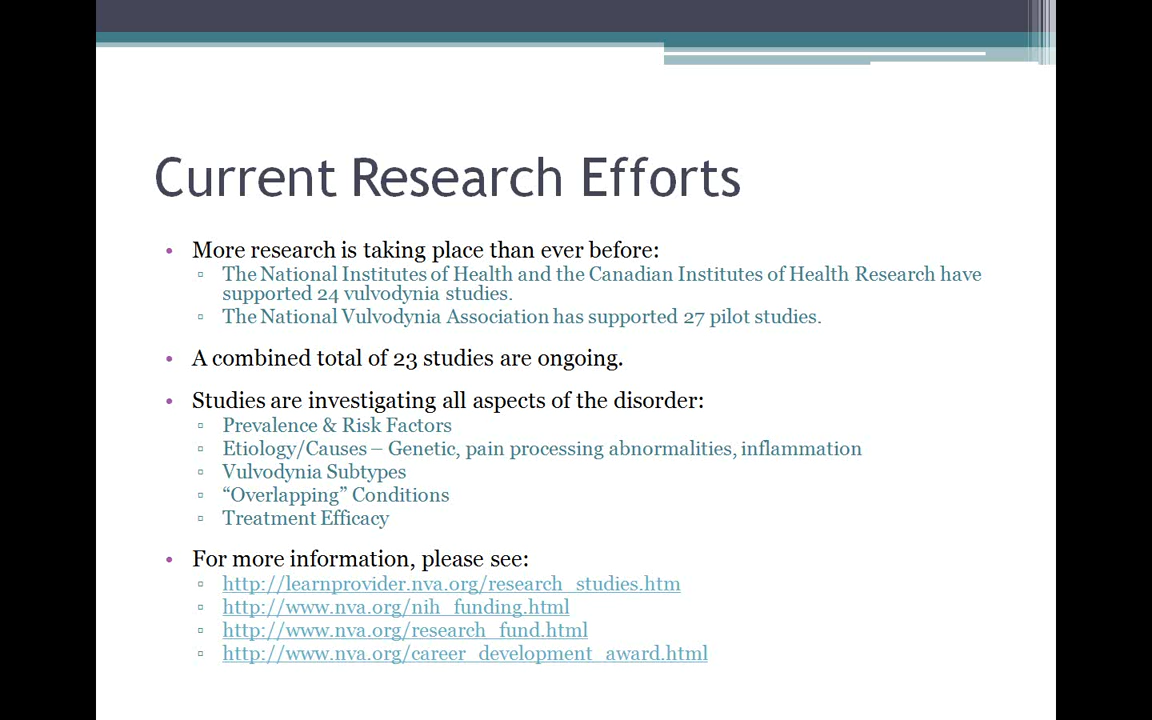 Current Research Efforts
• More research is taking place than ever before:
▫ The National Institutes of Health and the Canadian Institutes of Health Research have
supported 24 vulvodynia studies.
▫ The National Vulvodynia Association has supported 27 pilot studies.
• A combined total of 23 studies are ongoing.
• Studies are investigating all aspects of the disorder:
▫ Prevalence & Risk Factors
▫ Etiology/Causes – Genetic, pain processing abnormalities, inflammation
▫ Vulvodynia Subtypes
▫ “Overlapping” Conditions
▫ Treatment Efficacy
• For more information, please see:
▫ http://learnprovider.nva.org/research_studies.htm
▫ http://www.nva.org/nih_funding.html
▫ http://www.nva.org/research_fund.html
▫ http://www.nva.org/career_development_award.html